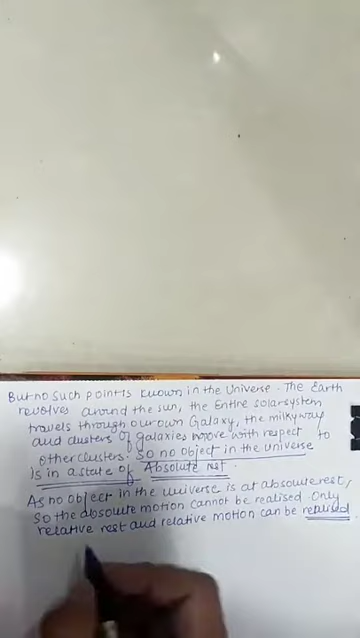 But no such point is known in the Universe. The Earth
revolves around the sun, the Entire solar system
travels through our own Galaxy, the milkyway
and clusters of galaxies move with respect to
other clusters. So no object in the universe
is in a state of Absolute rest.
As no object in the universe is at absolute rest,
So the absolute motion cannot be realised. Only
relative rest and relative motion can be realised